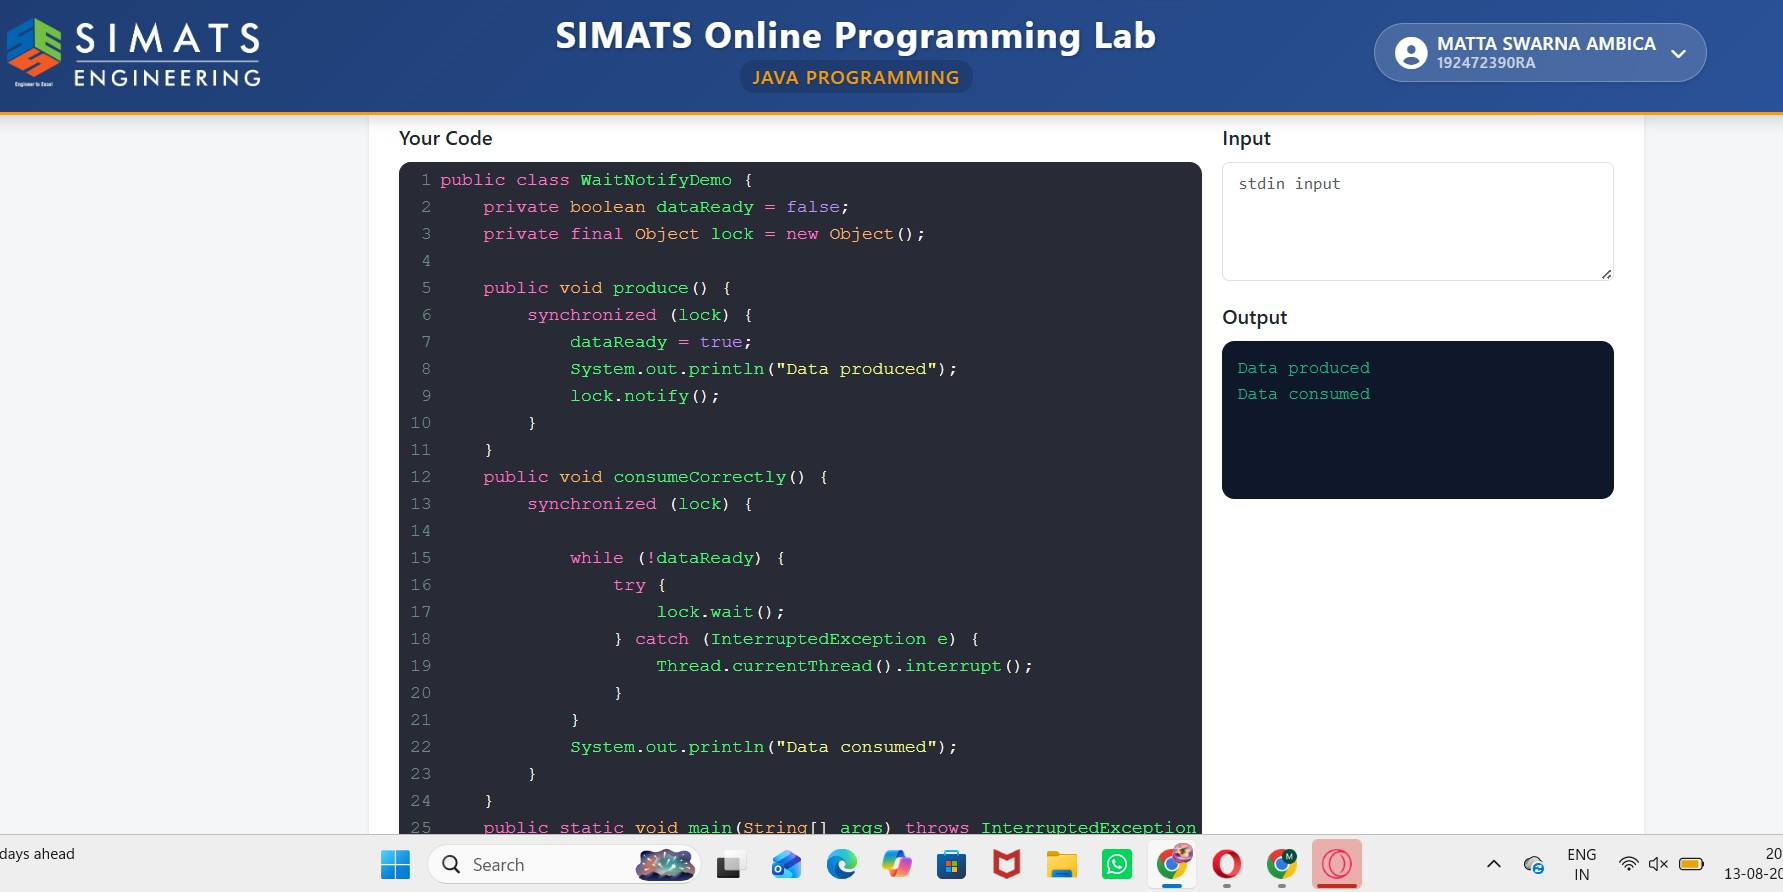 SIMATS
ENGINEERING
Engineer to Excel
SIMATS Online Programming Lab
JAVA PROGRAMMING
MATTA SWARNA AMBICA
192472390RA
Your Code
1 public class WaitNotifyDemo {
2     private boolean dataReady = false;
3     private final Object lock = new Object();
4
5     public void produce() {
6         synchronized (lock) {
7             dataReady = true;
8             System.out.println("Data produced");
9             lock.notify();
10         }
11     }
12     public void consumeCorrectly() {
13         synchronized (lock) {
14
15             while (!dataReady) {
16                 try {
17                     lock.wait();
18                 } catch (InterruptedException e) {
19                     Thread.currentThread().interrupt();
20                 }
21             }
22             System.out.println("Data consumed");
23         }
24     }
25     public static void main(String[] args) throws InterruptedException
Input
stdin input
Output
Data produced
Data consumed
days ahead
Search
M
ENG
IN
20
13-08-20